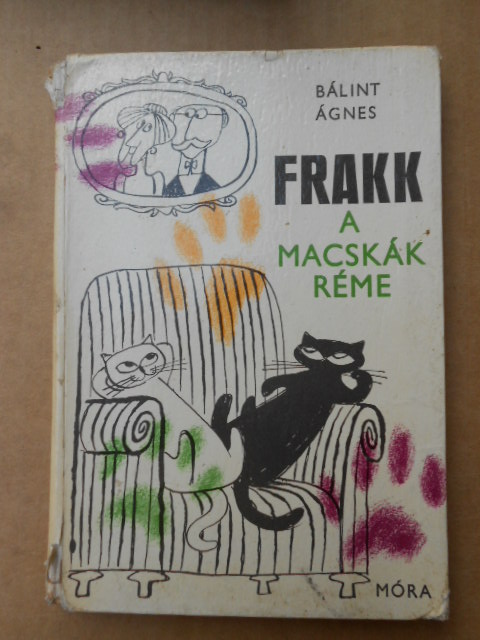 BÁLINT
ÁGNES
FRAKK
A
MACSKÁK
RÉME
MÓRA